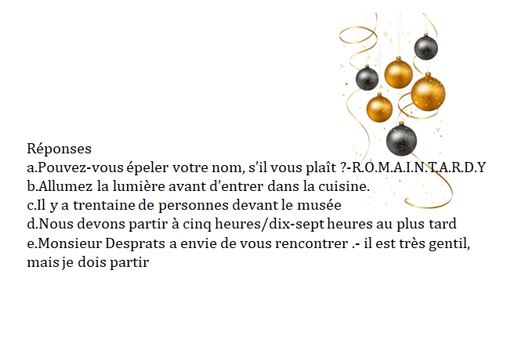 Réponses
a.Pouvez-vous épeler votre nom, s’il vous plaît ?-R.O.M.A.I.N.T.A.R.D.Y
b.Allumez la lumière avant d’entrer dans la cuisine.
c.Il y a trentaine de personnes devant le musée
d.Nous devons partir à cinq heures/dix-sept heures au plus tard
e.Monsieur Desprats a envie de vous rencontrer .- il est très gentil,
mais je dois partir